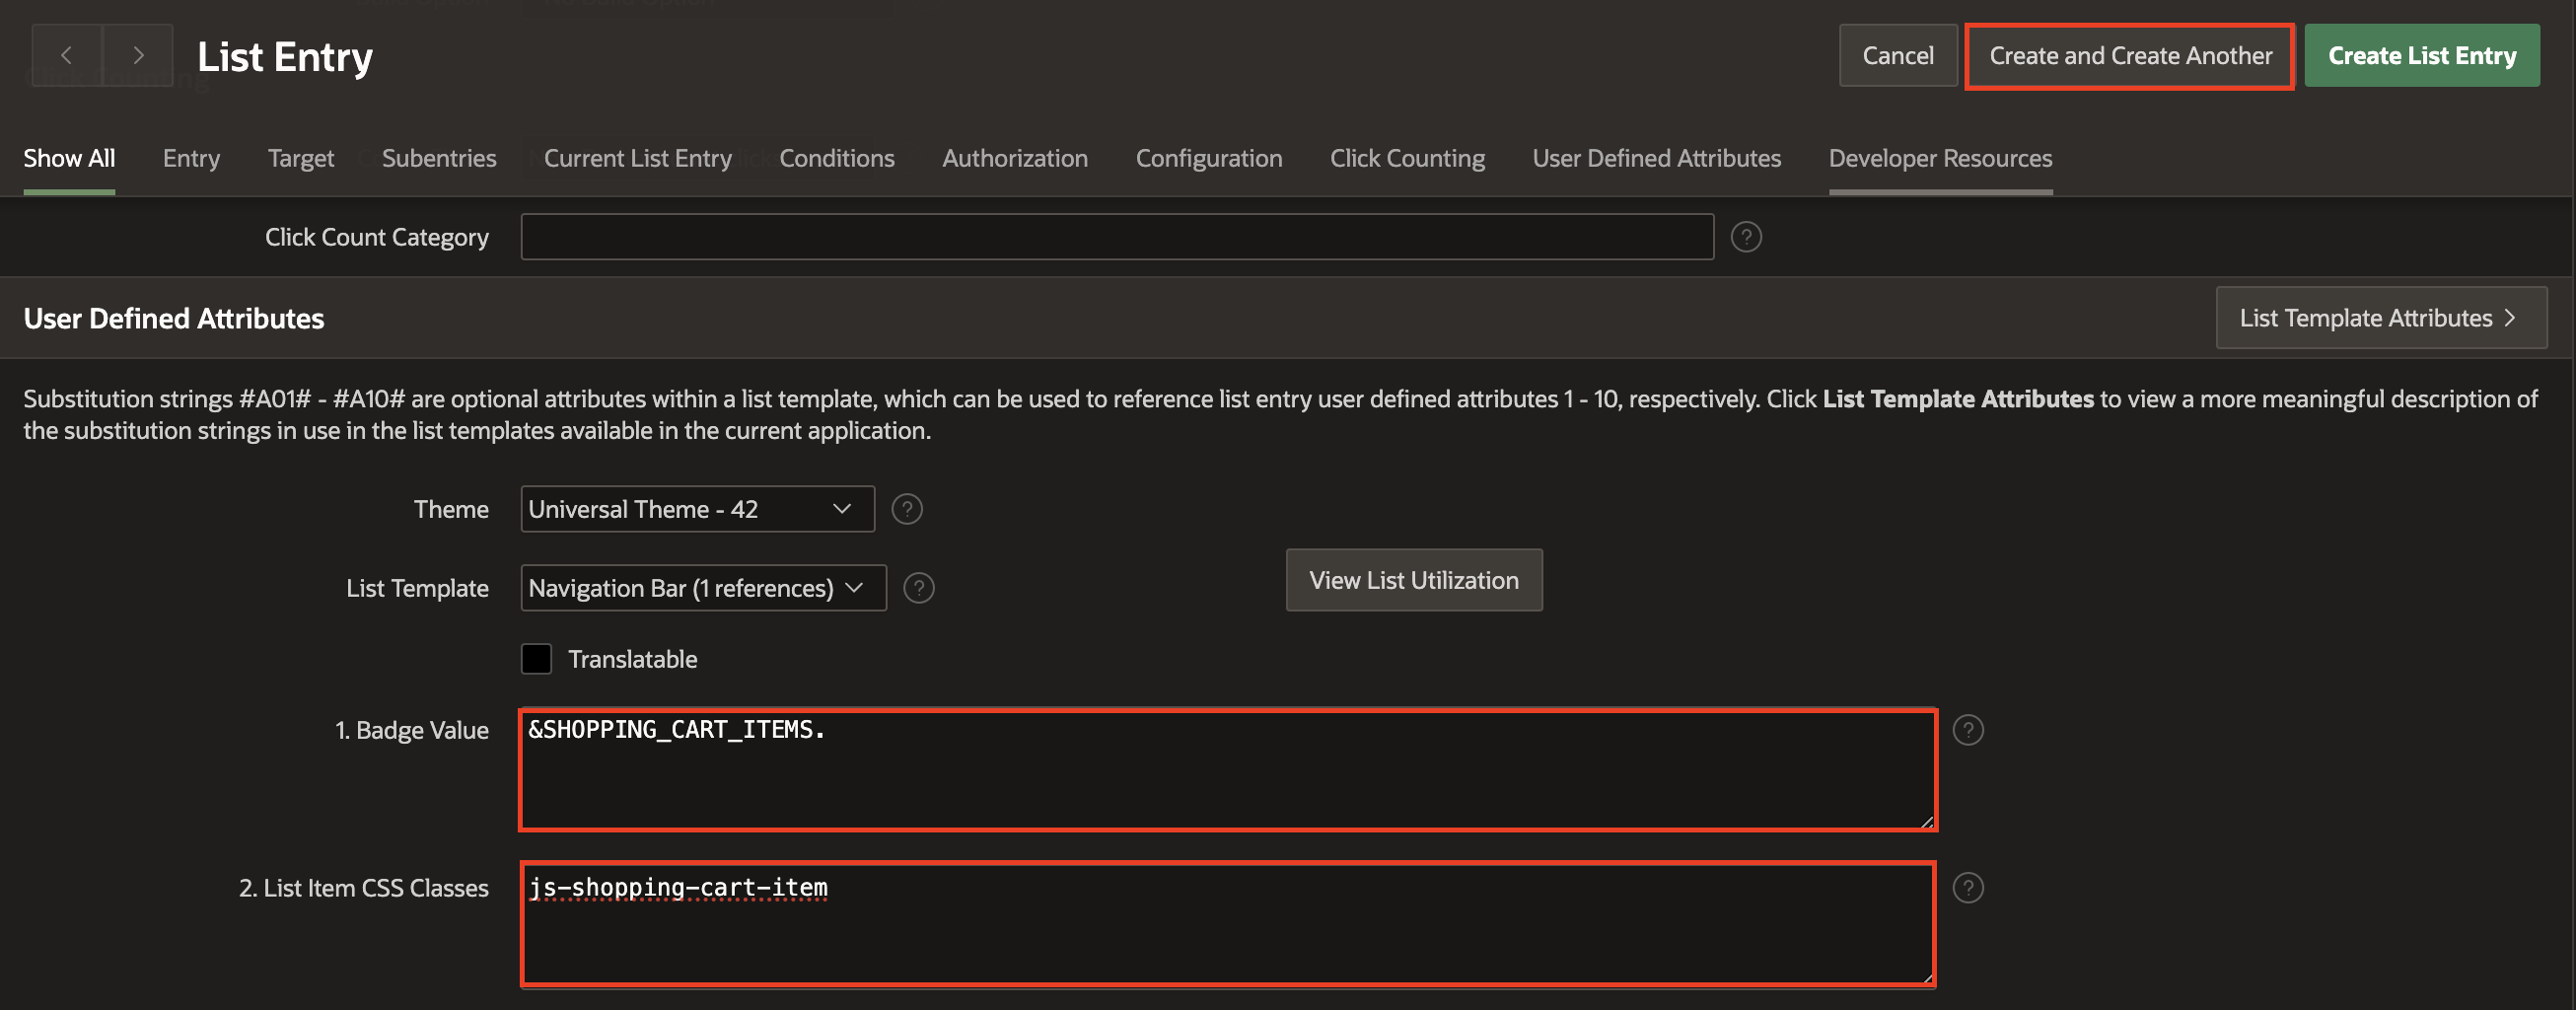 List Entry
Cancel
Create and Create Another
Create List Entry
Show All
Entry
Target
Subentries
Current List Entry
Conditions
Authorization
Configuration
Click Counting
User Defined Attributes
Developer Resources
Click Count Category
?
User Defined Attributes
List Template Attributes >
Substitution strings #A01# - #A10# are optional attributes within a list template, which can be used to reference list entry user defined attributes 1 - 10, respectively. Click List Template Attributes to view a more meaningful description of
the substitution strings in use in the list templates available in the current application.
Theme
Universal Theme - 42
?
List Template
Navigation Bar (1 references)
?
View List Utilization
Translatable
1. Badge Value
&SHOPPING_CART_ITEMS.
?
2. List Item CSS Classes
js-shopping-cart-item
?